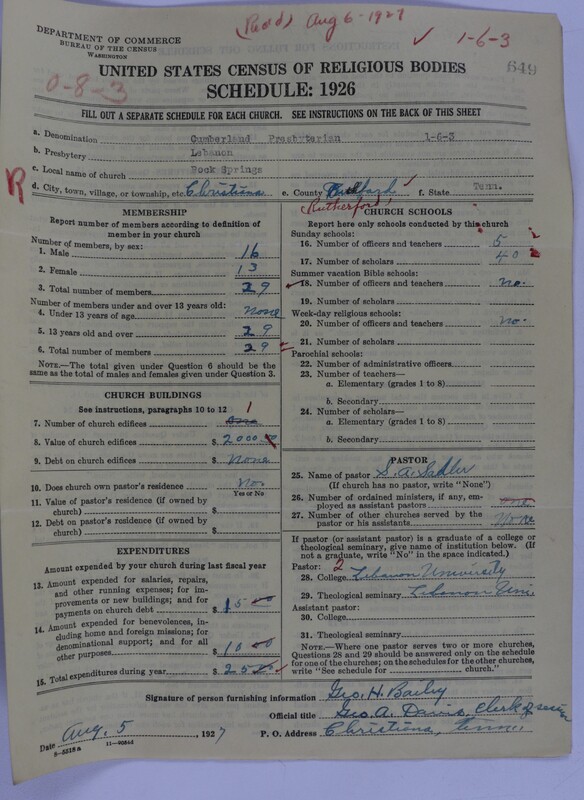 (Recd) Aug 6-1927
DEPARTMENT OF COMMERCE
BUREAU OF THE CENSUS
WASHINGTON
✓ 1-6-3
0-8-3
649
UNITED STATES CENSUS OF RELIGIOUS BODIES
SCHEDULE: 1926
FILL OUT A SEPARATE SCHEDULE FOR EACH CHURCH. SEE INSTRUCTIONS ON THE BACK OF THIS SHEET
a. Denomination Cumberland Presbyterian 1-6-3
b. Presbytery Lebanon
c. Local name of church Rock Springs
R d. City, town, village, or township, etc. Christiana e. County f. State Tenn.
(Rutherford)
MEMBERSHIP
Report number of members according to definition of member in your church
Number of members, by sex:
1. Male 16
2. Female 13
3. Total number of members 29
Number of members under and over 13 years old:
4. Under 13 years of age None
5. 13 years old and over 29
6. Total number of members 29
NOTE.—The total given under Question 6 should be the same as the total of males and females given under Question 3.
CHURCH BUILDINGS
See instructions, paragraphs 10 to 12
7. Number of church edifices one 1
8. Value of church edifices $ 2000
9. Debt on church edifices $ None
10. Does church own pastor's residence No
Yes or No
11. Value of pastor's residence (if owned by church) $
12. Debt on pastor's residence (if owned by church) $
EXPENDITURES
Amount expended by your church during last fiscal year
13. Amount expended for salaries, repairs, and other running expenses; for improvements or new buildings; and for payments on church debt $ 15 00
14. Amount expended for benevolences, including home and foreign missions; for denominational support; and for all other purposes $ 10 00
15. Total expenditures during year $ 25 00
CHURCH SCHOOLS
Report here only schools conducted by this church
Sunday schools:
16. Number of officers and teachers 5 2
17. Number of scholars 40 2
Summer vacation Bible schools:
18. Number of officers and teachers no.
19. Number of scholars
Week-day religious schools:
20. Number of officers and teachers no.
21. Number of scholars
Parochial schools:
22. Number of administrative officers
23. Number of teachers—
a. Elementary (grades 1 to 8)
b. Secondary
24. Number of scholars—
a. Elementary (grades 1 to 8)
b. Secondary
PASTOR
25. Name of pastor S. A. Sadler
(If church has no pastor, write "None")
26. Number of ordained ministers, if any, employed as assistant pastors
27. Number of other churches served by the pastor or his assistants None
If pastor (or assistant pastor) is a graduate of a college or theological seminary, give name of institution below. (If not a graduate, write "No" in the space indicated.)
Pastor: 2
28. College Lebanon University
29. Theological seminary Lebanon Uni
Assistant pastor:
30. College
31. Theological seminary
NOTE.—Where one pastor serves two or more churches, Questions 28 and 29 should be answered only on the schedule for one of the churches; on the schedules for the other churches, write "See schedule for church."
Signature of person furnishing information Geo. H. Bailey
Official title Geo. A. Davis, Clerk of session
Date Aug. 5, 1927 P. O. Address Christiana, Tenn.
8-5518a 11-90848